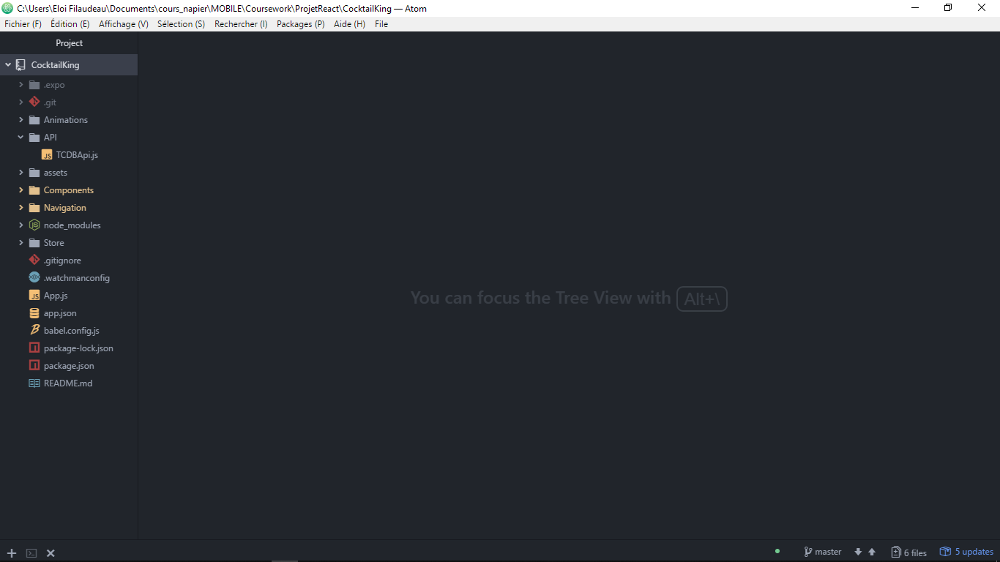 C:\Users\Eloi Filaudeau\Documents\cours_napier\MOBILE\Coursework\ProjetReact\CocktailKing — Atom
Fichier (F) Édition (E) Affichage (V) Sélection (S) Rechercher (I) Packages (P) Aide (H) File
Project
CocktailKing
.expo
.git
Animations
API
JS TCDBApi.js
assets
Components
Navigation
JS node_modules
Store
.gitignore
.watchmanconfig
JS App.js
app.json
B babel.config.js
package-lock.json
package.json
README.md
You can focus the Tree View with Alt+\
master 6 files 5 updates